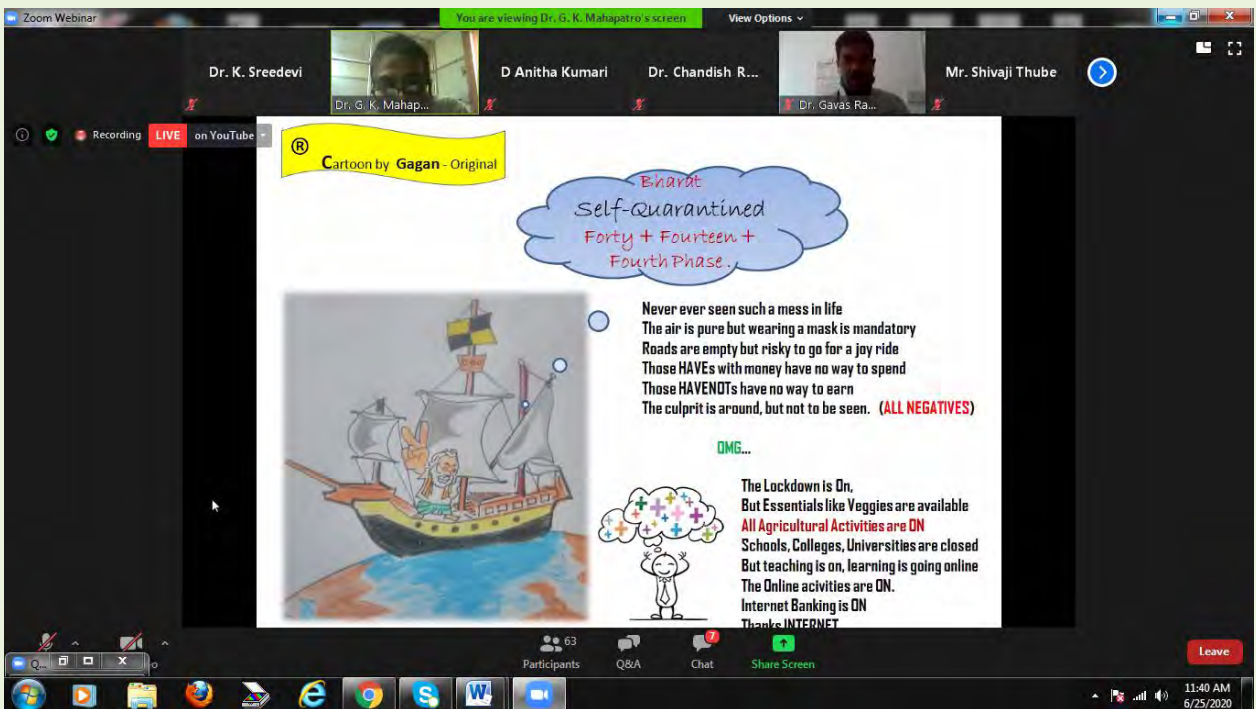 Zoom Webinar
You are viewing Dr. G. K. Mahapatro's screen
View Options
Dr. K. Sreedevi
Dr. G. K. Mahap...
D Anitha Kumari
Dr. Chandish R...
Dr. Gavas Ra...
Mr. Shivaji Thube
Recording
LIVE on YouTube
®
Cartoon by Gagan - Original
Bharat
Self-Quarantined
Forty + Fourteen +
Fourth Phase .
Never ever seen such a mess in life
The air is pure but wearing a mask is mandatory
Roads are empty but risky to go for a joy ride
Those HAVEs with money have no way to spend
Those HAVENOTs have no way to earn
The culprit is around, but not to be seen. (ALL NEGATIVES)
OMG...
The Lockdown is On,
But Essentials like Veggies are available
All Agricultural Activities are ON
Schools, Colleges, Universities are closed
But teaching is on, learning is going online
The Online acivities are ON.
Internet Banking is ON
Thanks INTERNET
63
7
Participants
Q&A
Chat
Share Screen
Leave
Q...
11:40 AM
6/25/2020